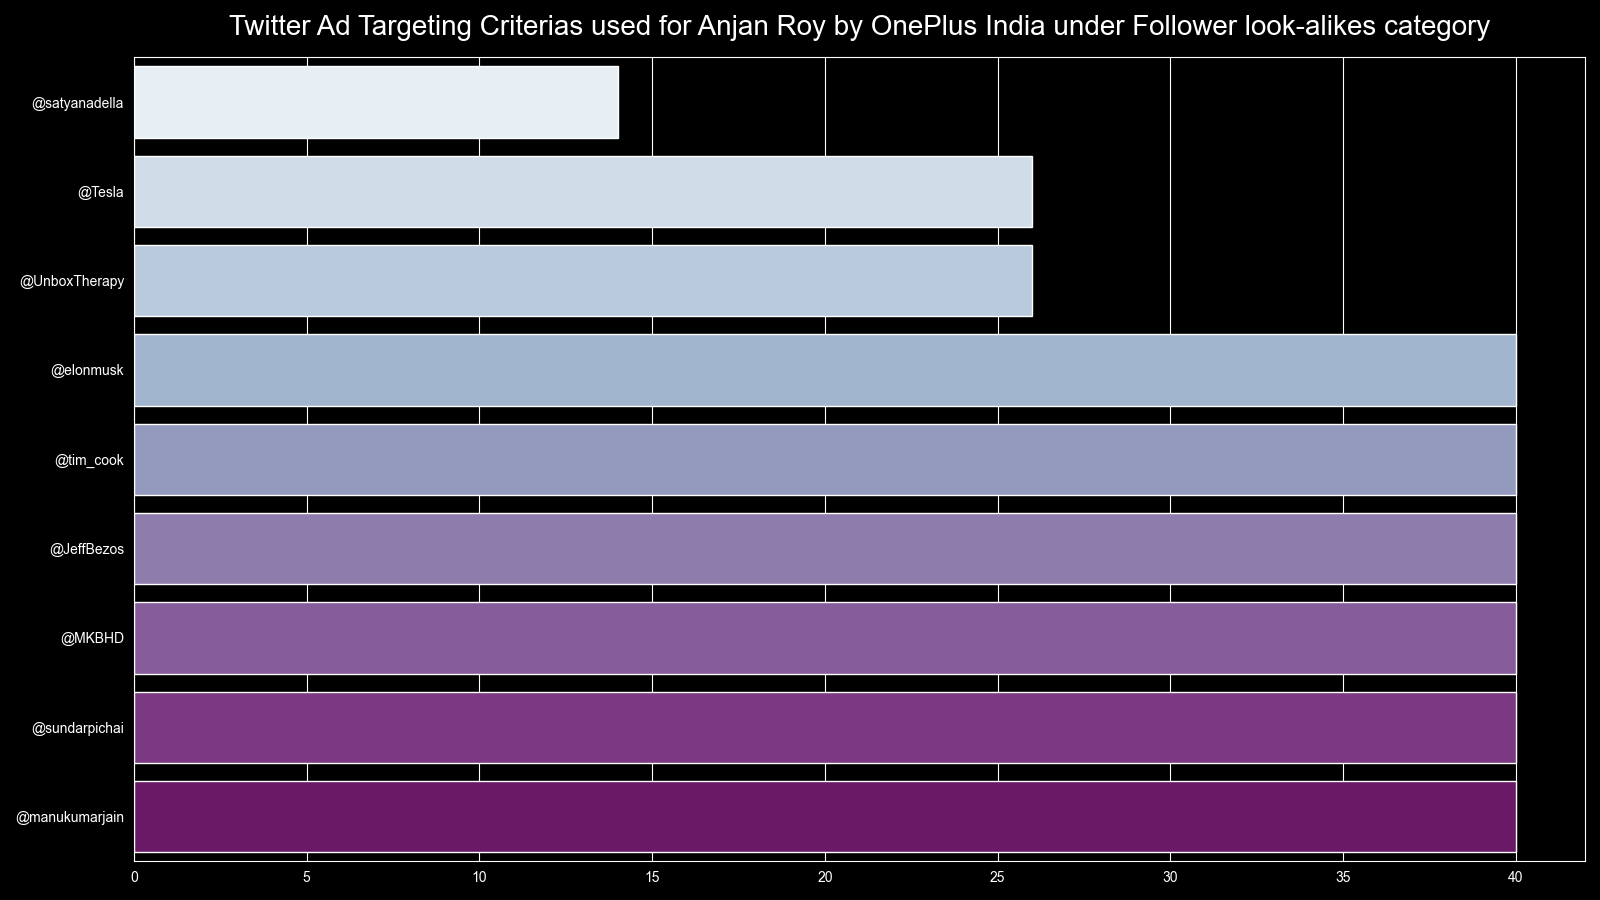 Twitter Ad Targeting Criterias used for Anjan Roy by OnePlus India under Follower look-alikes category
@satyanadella
@Tesla
@UnboxTherapy
@elonmusk
@tim_cook
@JeffBezos
@MKBHD
@sundarpichai
@manukumarjain
0 5 10 15 20 25 30 35 40